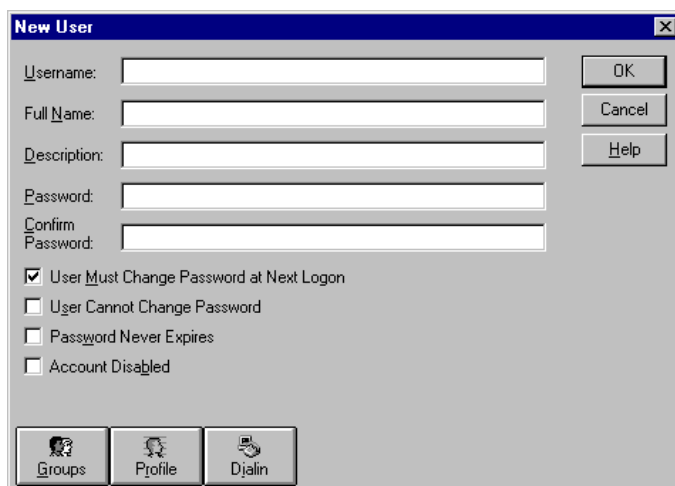 New User
Username:
OK
Full Name:
Cancel
Description:
Help
Password:
Confirm
Password:
User Must Change Password at Next Logon
User Cannot Change Password
Password Never Expires
Account Disabled
Groups
Profile
Dialin